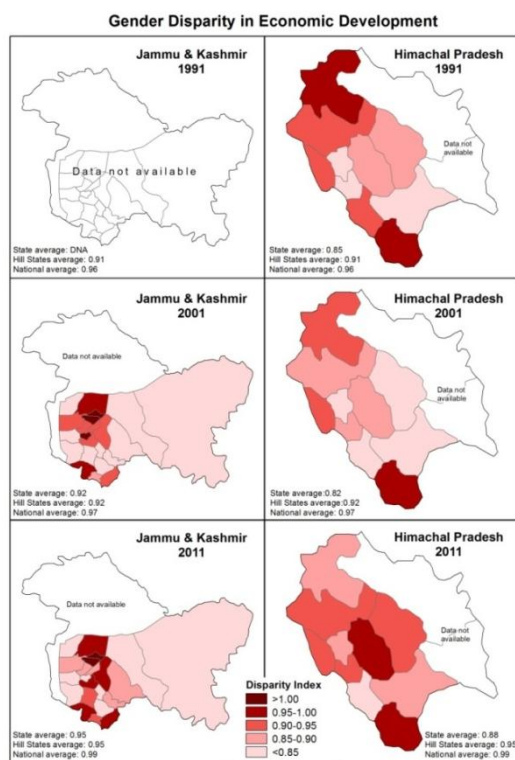 Gender Disparity in Economic Development
Jammu & Kashmir
1991
Data not available
State average: DNA
Hill States average: 0.91
National average: 0.96
Himachal Pradesh
1991
Data not
available
State average: 0.85
Hill States average: 0.91
National average: 0.96
Jammu & Kashmir
2001
Data not available
State average: 0.92
Hill States average: 0.92
National average: 0.97
Himachal Pradesh
2001
Data not
available
State average:0.82
Hill States average:0.92
National average: 0.97
Jammu & Kashmir
2011
Data not available
State average: 0.95
Hill States average: 0.95
National average: 0.99
Disparity Index
>1.00
0.95-1.00
0.90-0.95
0.85-0.90
<0.85
Himachal Pradesh
2011
Data not
available
State average: 0.88
Hill States average: 0.95
National average: 0.99